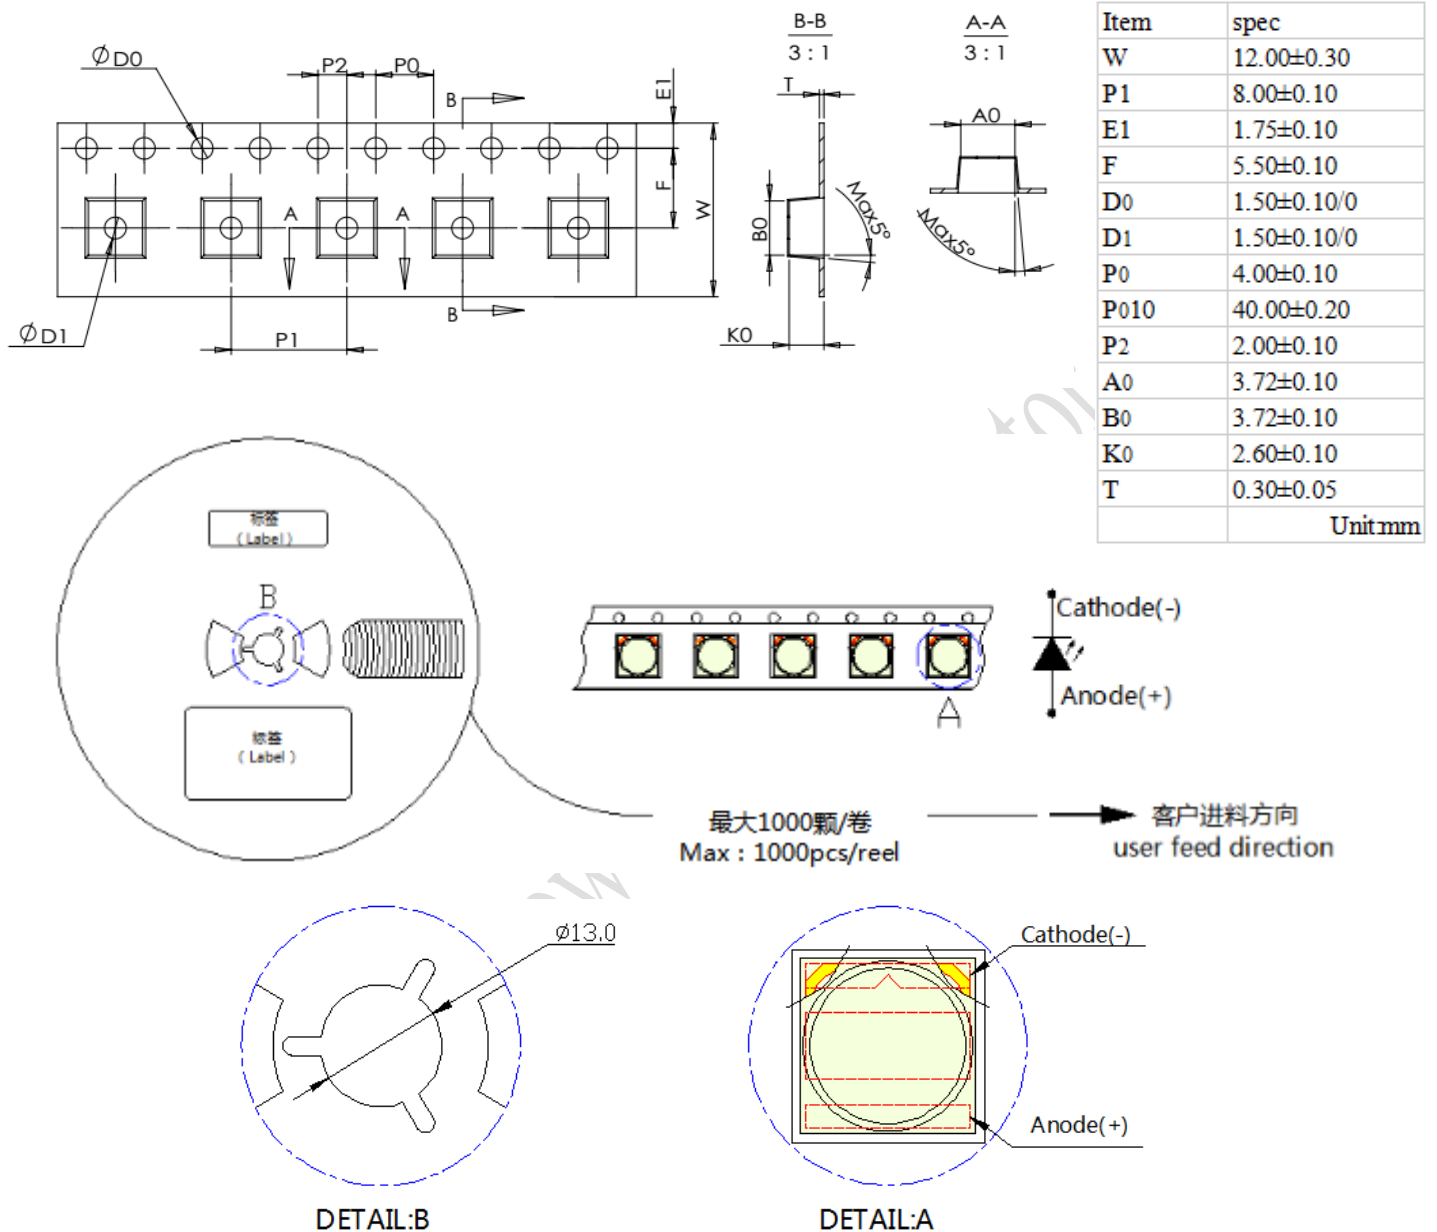 B-B
3 : 1
A-A
3 : 1
ØD0
P2
P0
B
E1
T
A0
A
A
F
W
B0
Max5°
Max5°
B
ØD1
P1
K0
Item spec
W 12.00±0.30
P1 8.00±0.10
E1 1.75±0.10
F 5.50±0.10
D0 1.50±0.10/0
D1 1.50±0.10/0
P0 4.00±0.10
P010 40.00±0.20
P2 2.00±0.10
A0 3.72±0.10
B0 3.72±0.10
K0 2.60±0.10
T 0.30±0.05
Unit:mm
标签
( Label )
B
标签
( Label )
A
Cathode(-)
Anode(+)
最大1000颗/卷
Max : 1000pcs/reel
客户进料方向
user feed direction
Ø13.0
Cathode(-)
Anode(+)
DETAIL:B
DETAIL:A